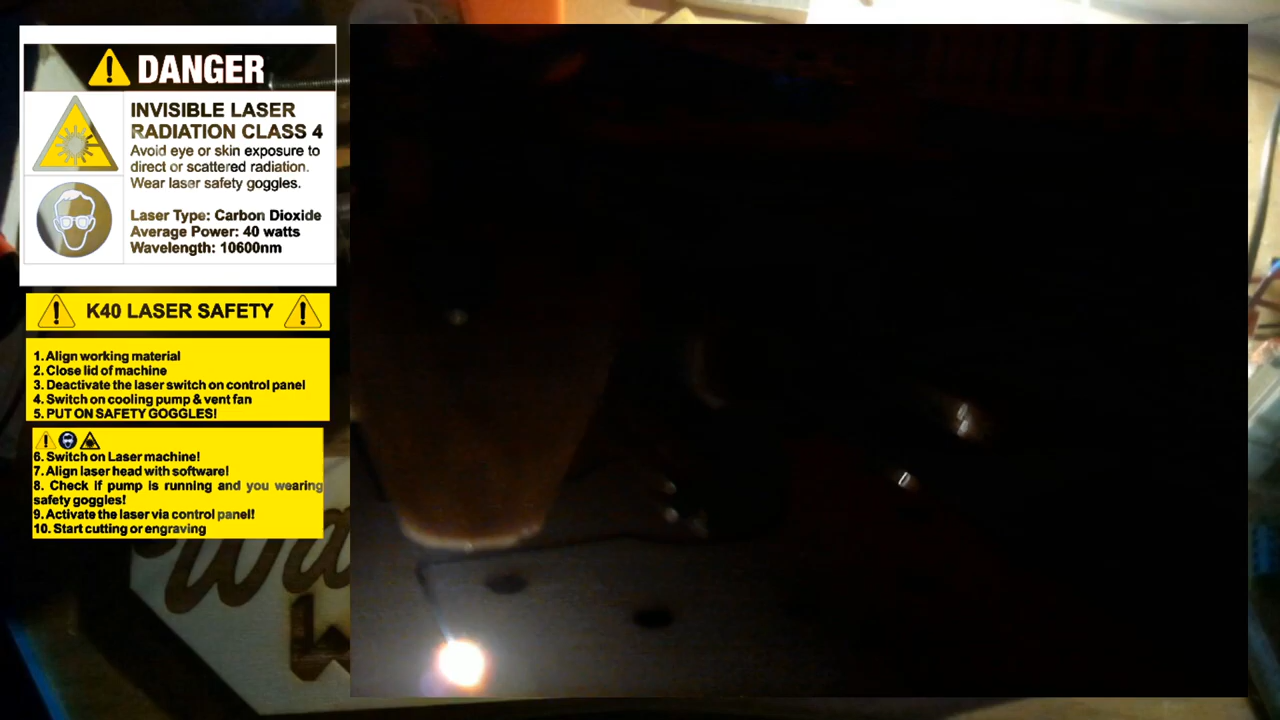 DANGER
INVISIBLE LASER
RADIATION CLASS 4
Avoid eye or skin exposure to
direct or scattered radiation.
Wear laser safety goggles.
Laser Type: Carbon Dioxide
Average Power: 40 watts
Wavelength: 10600nm
K40 LASER SAFETY
1. Align working material
2. Close lid of machine
3. Deactivate the laser switch on control panel
4. Switch on cooling pump & vent fan
5. PUT ON SAFETY GOGGLES!
6. Switch on Laser machine!
7. Align laser head with software!
8. Check if pump is running and you wearing
safety goggles!
9. Activate the laser via control panel!
10. Start cutting or engraving